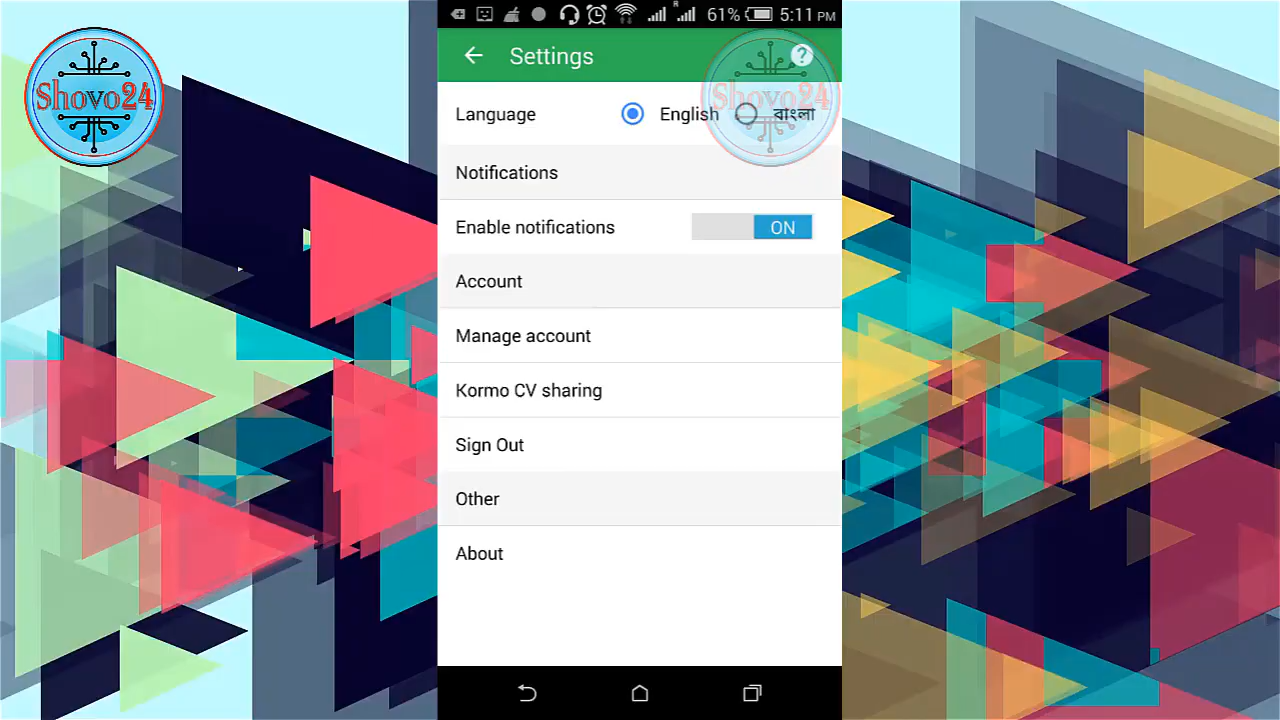 Shovo24
R 61% 5:11 PM
Settings ?
Shovo24
Language English বাংলা
Notifications
Enable notifications ON
Account
Manage account
Kormo CV sharing
Sign Out
Other
About